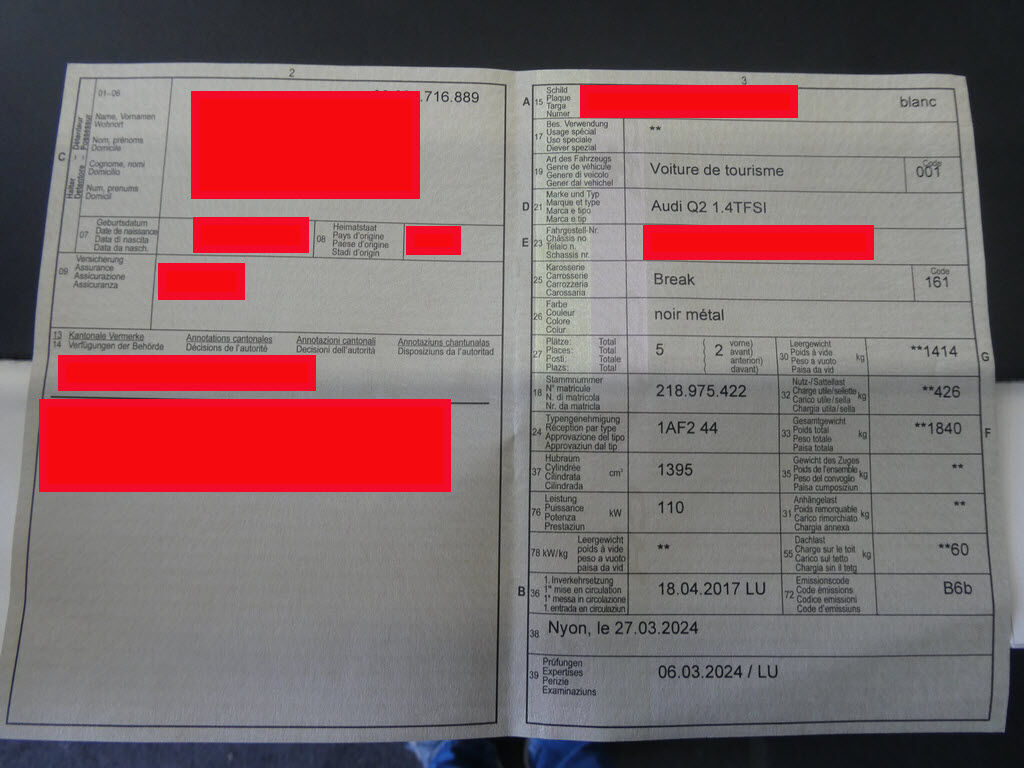 2
01-06
.716.889
Name, Vornamen
Wohnort
Nom, prénoms
Domicile
Cognome, nomi
Domicilio
Num, prenums
Domicil
C
Halter Détenteur
Detentore Possessur
07
Geburtsdatum
Date de naissance
Data di nascita
Data da nasch.
08
Heimatstaat
Pays d'origine
Paese d'origine
Stadi d'origin
09
Versicherung
Assurance
Assicurazione
Assicuranza
13 Kantonale Vermerke Annotations cantonales Annotazioni cantonali Annotaziuns chantunalas
14 Verfügungen der Behörde Décisions de l'autorité Decisioni dell'autorità Disposiziuns da l'autoritad
3
A 15
Schild
Plaque
Targa
Numer
blanc
17
Bes. Verwendung
Usage spécial
Uso speciale
Diever spezial
**
19
Art des Fahrzeugs
Genre de véhicule
Genere di veicolo
Gener dal vehichel
Voiture de tourisme
Code
001
D 21
Marke und Typ
Marque et type
Marca e tipo
Marca e tip
Audi Q2 1.4TFSI
E 23
Fahrgestell-Nr.
Châssis no
Telaio n.
Schassis nr.
25
Karosserie
Carrosserie
Carrozzeria
Carossaria
Break
Code
161
26
Farbe
Couleur
Colore
Colur
noir métal
27
Plätze: Total
Places: Total
Posti: Totale
Plazs: Total
5
2
vorne)
avant)
anteriori)
davant)
30
Leergewicht
Poids à vide
Peso a vuoto
Paisa da vid
kg
**1414
G
18
Stammnummer
N° matricule
N. di matricola
Nr. da matricla
218.975.422
32
Nutz-/Sattellast
Charge utile/sellette
Carico utile/sella
Chargia utila/sella
kg
**426
24
Typengenehmigung
Réception par type
Approvazione del tipo
Approvaziun dal tip
1AF2 44
33
Gesamtgewicht
Poids total
Peso totale
Paisa totala
kg
**1840
F
37
Hubraum
Cylindrée
Cilindrata
Cilindrada
cm³
1395
35
Gewicht des Zuges
Poids de l'ensemble
Peso del convoglio
Paisa cumposiziun
kg
**
76
Leistung
Puissance
Potenza
Prestaziun
kW
110
31
Anhängelast
Poids remorquable
Carico rimorchiato
Chargia annexa
kg
**
78 kW/kg
Leergewicht
poids à vide
peso a vuoto
paisa da vid
**
55
Dachlast
Charge sur le toit
Carico sul tetto
Chargia sin il tetg
kg
**60
B 36
1. Inverkehrsetzung
1re mise en circulation
1a messa in circolazione
1. entrada en circulaziun
18.04.2017 LU
72
Emissionscode
Code émissions
Codice emissioni
Code d'emissiuns
B6b
38
Nyon, le 27.03.2024
39
Prüfungen
Expertises
Perizie
Examinaziuns
06.03.2024 / LU